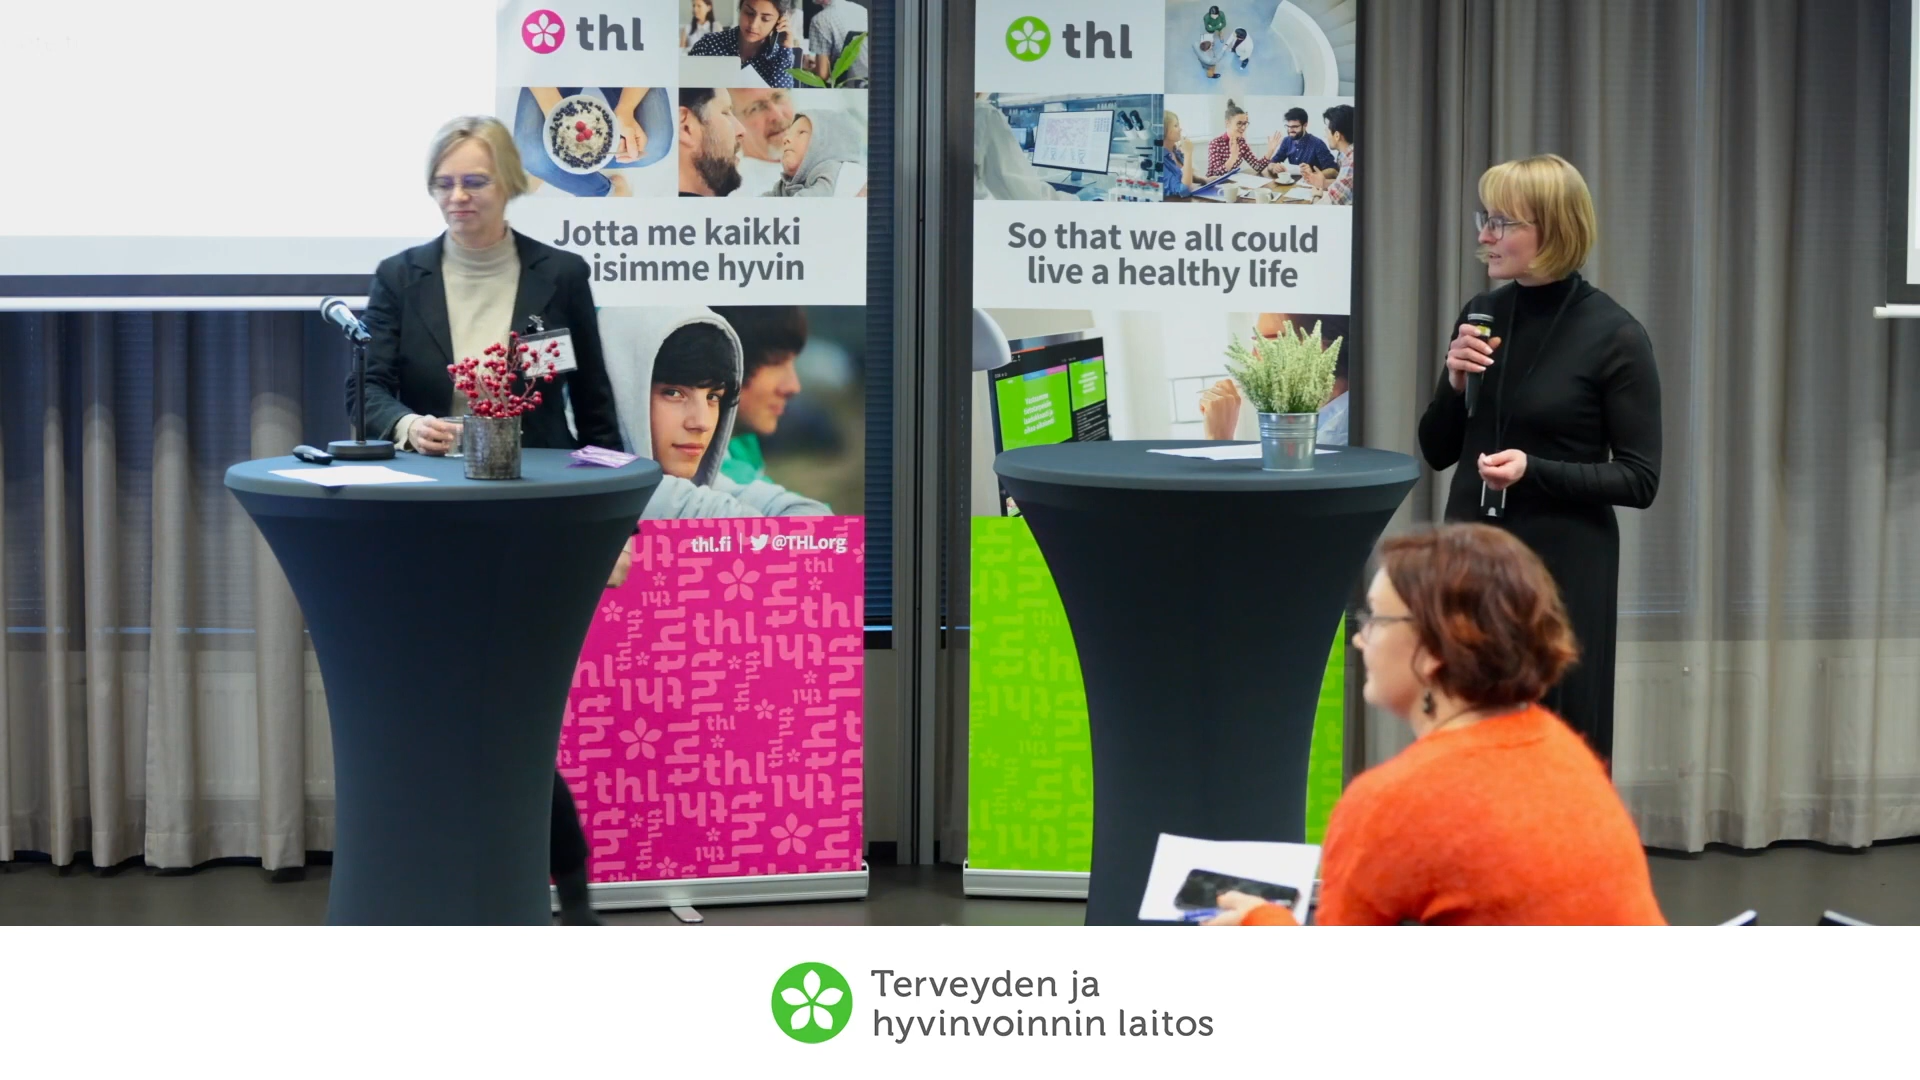 thl
Jotta me kaikki
isimme hyvin
thl.fi | @THLorg
thl
So that we all could
live a healthy life
Terveyden ja
hyvinvoinnin laitos